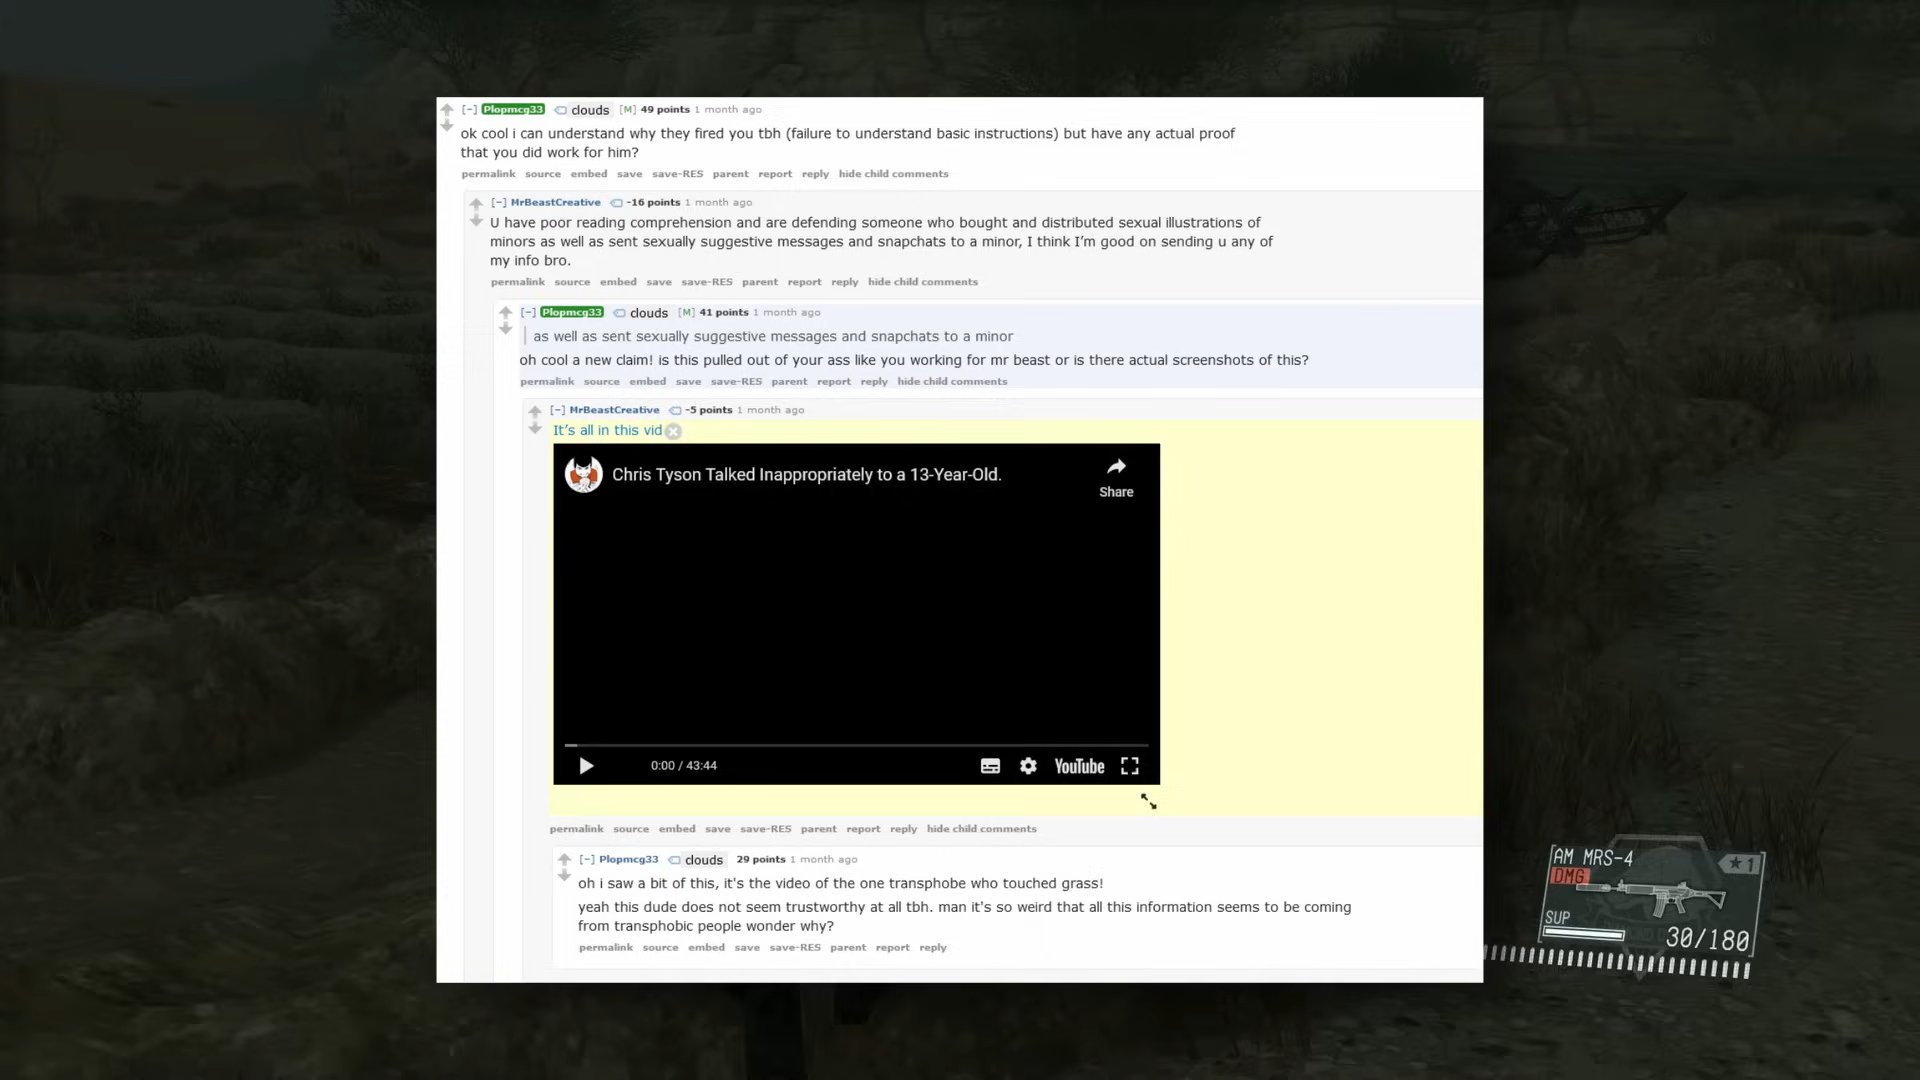 [–] Plopmcg33 clouds [M] 49 points 1 month ago
ok cool i can understand why they fired you tbh (failure to understand basic instructions) but have any actual proof
that you did work for him?
permalink source embed save save-RES parent report reply hide child comments
[–] MrBeastCreative -16 points 1 month ago
U have poor reading comprehension and are defending someone who bought and distributed sexual illustrations of
minors as well as sent sexually suggestive messages and snapchats to a minor, I think I’m good on sending u any of
my info bro.
permalink source embed save save-RES parent report reply hide child comments
[–] Plopmcg33 clouds [M] 41 points 1 month ago
as well as sent sexually suggestive messages and snapchats to a minor
oh cool a new claim! is this pulled out of your ass like you working for mr beast or is there actual screenshots of this?
permalink source embed save save-RES parent report reply hide child comments
[–] MrBeastCreative -5 points 1 month ago
It’s all in this vid
Chris Tyson Talked Inappropriately to a 13-Year-Old.
Share
0:00 / 43:44
YouTube
permalink source embed save save-RES parent report reply hide child comments
[–] Plopmcg33 clouds 29 points 1 month ago
oh i saw a bit of this, it's the video of the one transphobe who touched grass!
yeah this dude does not seem trustworthy at all tbh. man it's so weird that all this information seems to be coming
from transphobic people wonder why?
permalink source embed save save-RES parent report reply
AM MRS-4
★1
DMG
SUP
30/180